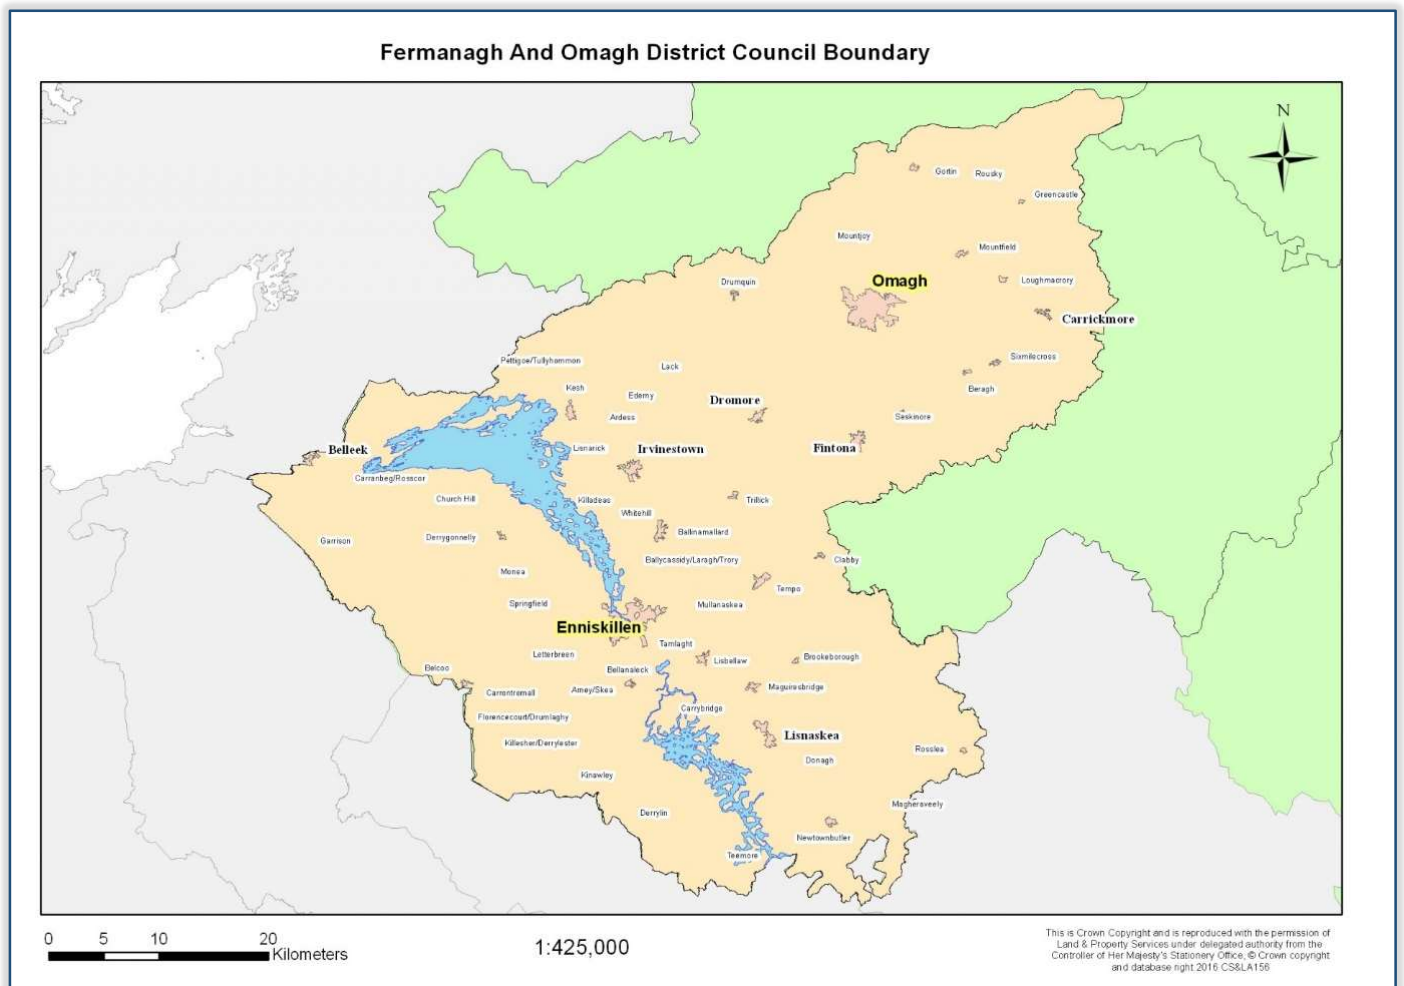 Fermanagh And Omagh District Council Boundary
N
Gortin
Rousky
Greencastle
Mountjoy
Mountfield
Drumquin
Omagh
Loughmacrory
Carrickmore
Sixmilecross
Pettigoe/Tullyhommon
Lack
Kesh
Ederny
Beragh
Dromore
Ardess
Seskinore
Belleek
Lisnarick
Irvinestown
Fintona
Carranbeg/Rosscor
Church Hill
Killadeas
Trillick
Whitehill
Derrygonnelly
Ballinamallard
Garrison
Ballycassidy/Laragh/Trory
Clabby
Monea
Tempo
Springfield
Mullanaskea
Enniskillen
Tamlaght
Letterbreen
Lisbellaw
Brookeborough
Belcoo
Bellanaleck
Carrontremall
Arney/Skea
Maguiresbridge
Carrybridge
Florencecourt/Drumlaghy
Lisnaskea
Killesher/Derrylester
Rosslea
Donagh
Kinawley
Magheraveely
Derrylin
Newtownbutler
Teemore
0 5 10 20
Kilometers
1:425,000
This is Crown Copyright and is reproduced with the permission of
Land & Property Services under delegated authority from the
Controller of Her Majesty's Stationery Office, © Crown copyright
and database right 2016 CS&LA156